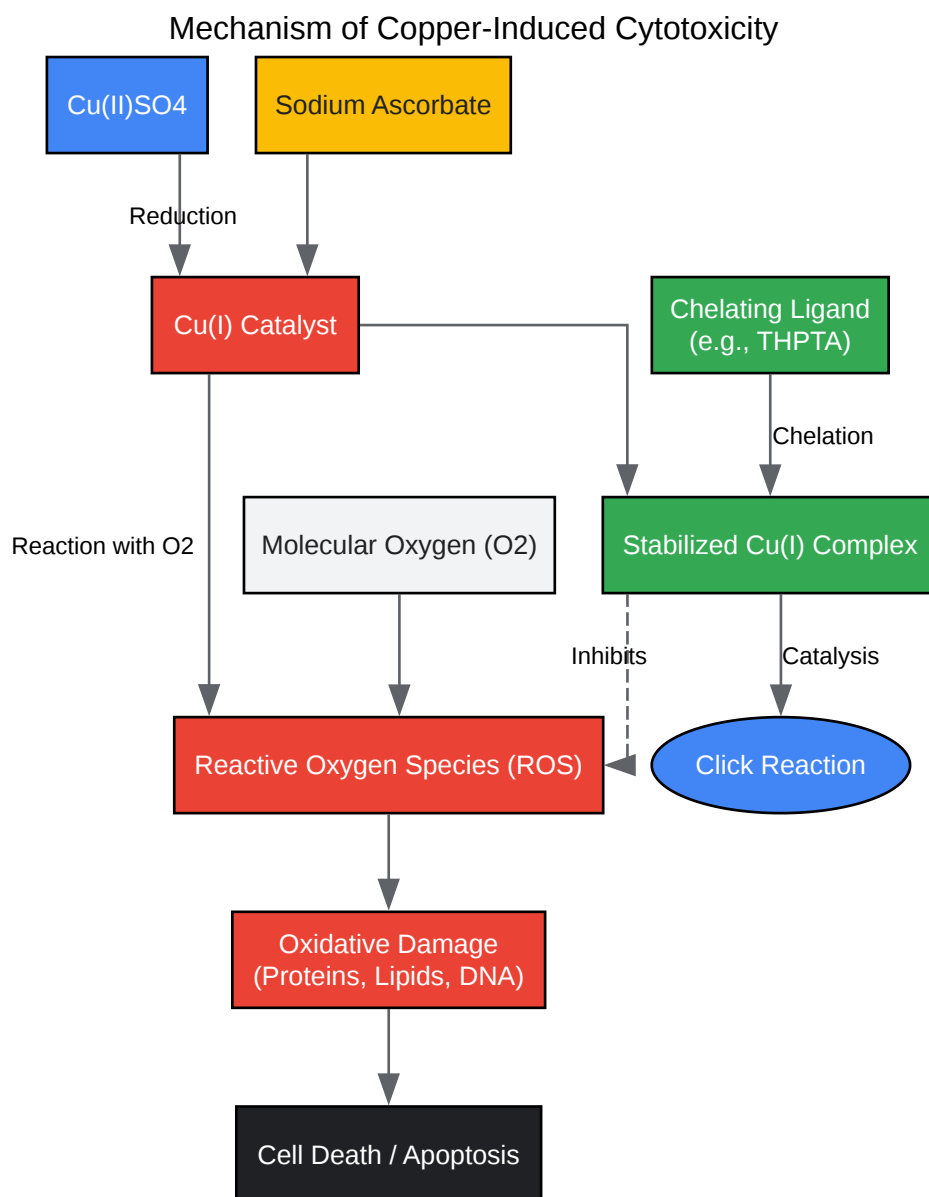 Mechanism of Copper-Induced Cytotoxicity
Cu(II)SO4
Sodium Ascorbate
Reduction
Cu(I) Catalyst
Chelating Ligand
(e.g., THPTA)
Chelation
Reaction with O2
Molecular Oxygen (O2)
Stabilized Cu(I) Complex
Inhibits
Catalysis
Reactive Oxygen Species (ROS)
Click Reaction
Oxidative Damage
(Proteins, Lipids, DNA)
Cell Death / Apoptosis